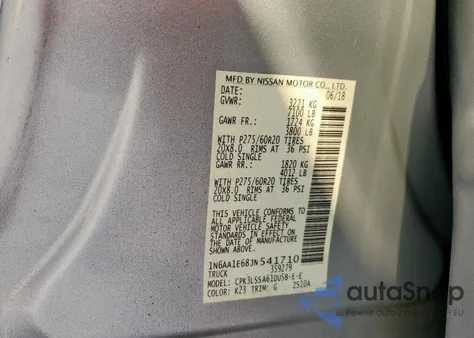 MFD BY NISSAN MOTOR CO., LTD.
DATE: 06/18
GVWR: 3221 KG
7100 LB
GAWR FR.: 1724 KG
3800 LB
WITH P275/60R20 TIRES
20X8.0 RIMS AT 36 PSI
COLD SINGLE
GAWR RR.: 1820 KG
4012 LB
WITH P275/60R20 TIRES
20X8.0 RIMS AT 36 PSI
COLD SINGLE
THIS VEHICLE CONFORMS TO
ALL APPLICABLE FEDERAL
MOTOR VEHICLE SAFETY
STANDARDS IN EFFECT ON
THE DATE OF MANUFACTURE
SHOWN ABOVE.
1N6AA1E68JN541710
TRUCK 359279
MODEL: CPK3LSSA61DU5B-E-E
COLOR: K23 TRIM: G ZS10A
autaSnap